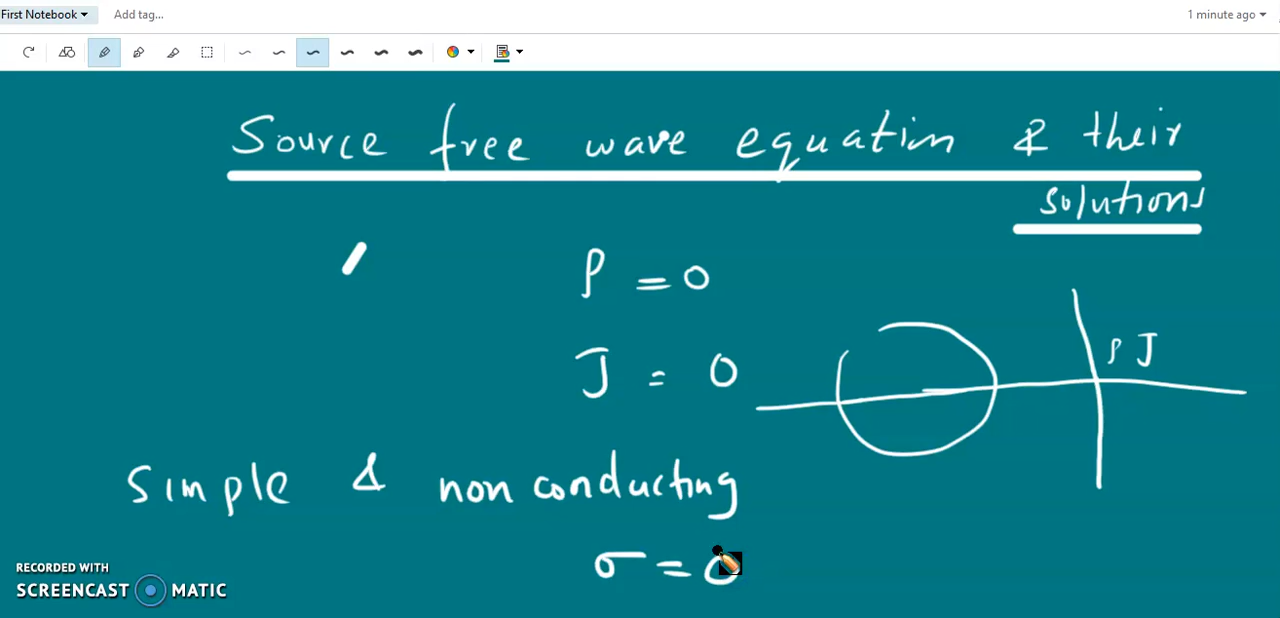 First Notebook
Add tag...
1 minute ago
Source free wave equation & their
solutions
ρ = 0
J = 0
ρ J
Simple & non conducting
σ = 0
RECORDED WITH
SCREENCAST MATIC